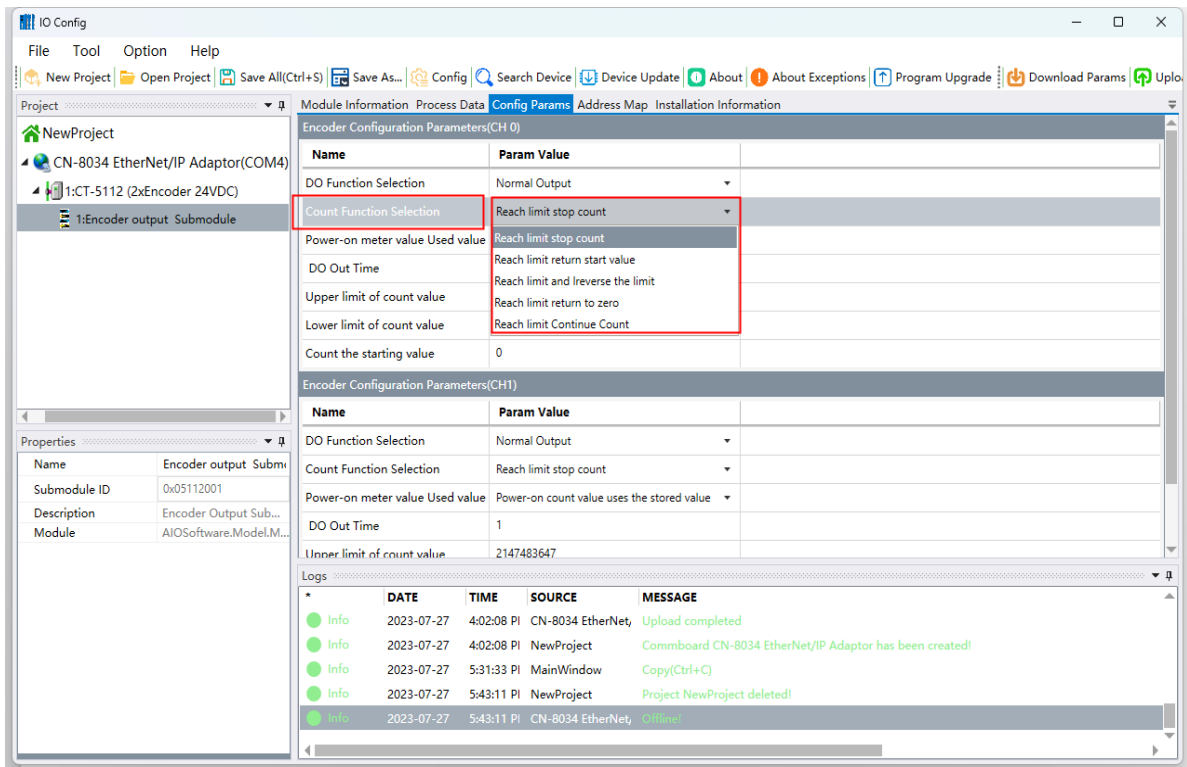 IO Config
File Tool Option Help
New Project Open Project Save All(Ctrl+S) Save As... Config Search Device Device Update About About Exceptions Program Upgrade Download Params Uplo
Project
NewProject
CN-8034 EtherNet/IP Adaptor(COM4)
1:CT-5112 (2xEncoder 24VDC)
1:Encoder output Submodule
Module Information Process Data Config Params Address Map Installation Information
Encoder Configuration Parameters(CH 0)
Name Param Value
DO Function Selection Normal Output
Count Function Selection Reach limit stop count
Power-on meter value Used value Reach limit stop count
Reach limit return start value
DO Out Time
Reach limit and Ireverse the limit
Upper limit of count value
Reach limit return to zero
Lower limit of count value Reach limit Continue Count
Count the starting value 0
Encoder Configuration Parameters(CH1)
Name Param Value
DO Function Selection Normal Output
Count Function Selection Reach limit stop count
Power-on meter value Used value Power-on count value uses the stored value
DO Out Time 1
Upper limit of count value 2147483647
Properties
Name Encoder output Subm
Submodule ID 0x05112001
Description Encoder Output Sub...
Module AIOSoftware.Model.M...
Logs
* DATE TIME SOURCE MESSAGE
Info 2023-07-27 4:02:08 P CN-8034 EtherNet, Upload completed
Info 2023-07-27 4:02:08 P NewProject Commboard CN-8034 EtherNet/IP Adaptor has been created!
Info 2023-07-27 5:31:33 P MainWindow Copy(Ctrl+C)
Info 2023-07-27 5:43:11 P NewProject Project NewProject deleted!
Info 2023-07-27 5:43:11 P CN-8034 EtherNet, Offline!